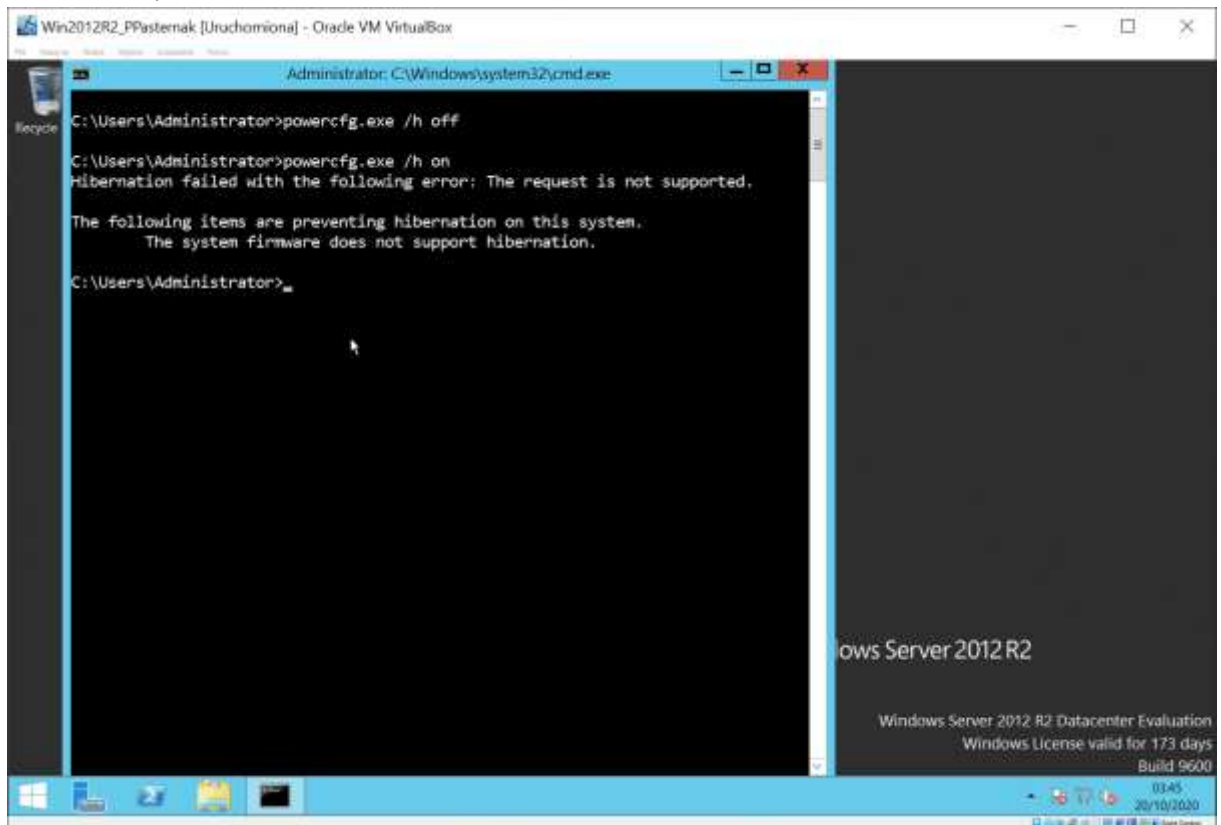 Win2012R2_PPasternak [Uruchomiona] - Oracle VM VirtualBox
Administrator: C:\Windows\system32\cmd.exe
Recycle
C:\Users\Administrator>powercfg.exe /h off
C:\Users\Administrator>powercfg.exe /h on
Hibernation failed with the following error: The request is not supported.
The following items are preventing hibernation on this system.
The system firmware does not support hibernation.
C:\Users\Administrator>_
ows Server 2012 R2
Windows Server 2012 R2 Datacenter Evaluation
Windows License valid for 173 days
Build 9600
03:45
20/10/2020